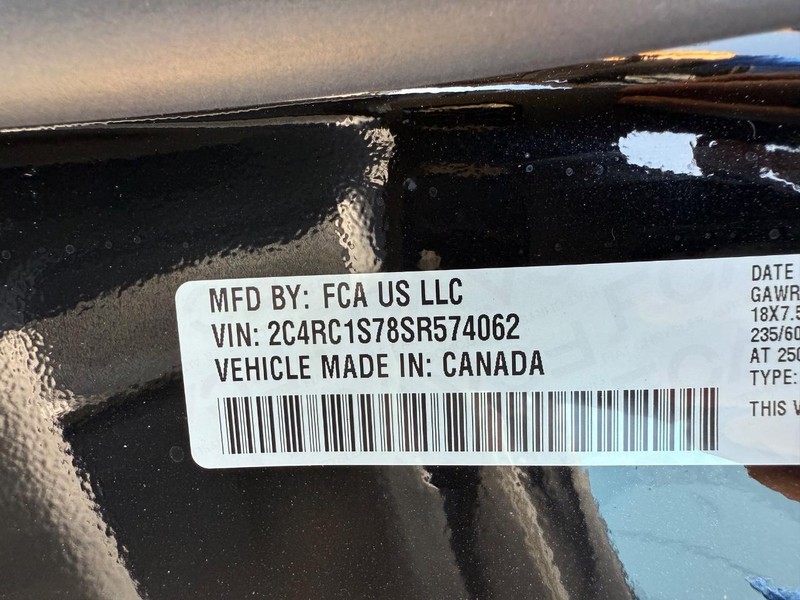 MFD BY: FCA US LLC
VIN: 2C4RC1S78SR574062
VEHICLE MADE IN: CANADA
DATE
GAWR
18X7.5
235/60
AT 250
TYPE:
THIS V